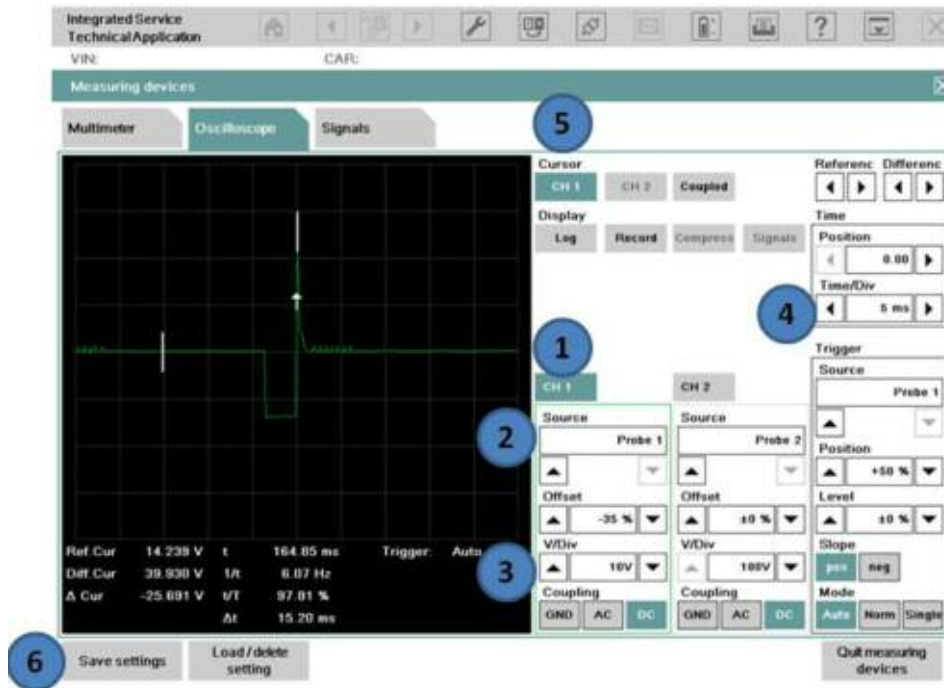 Integrated Service
Technical Application
VIN:
CAR:
Measuring devices
Multimeter
Oscilloscope
Signals
5
Cursor
CH 1
CH 2
Coupled
Referenc
Differenc
Display
Log
Record
Compress
Signals
Time
Position
0.00
Time/Div
4
5 ms
1
CH 1
CH 2
Trigger
Source
Probe 1
2
Source
Probe 1
Source
Probe 2
Position
+50 %
Offset
-35 %
Offset
±0 %
Level
±0 %
3
V/Div
10V
V/Div
100V
Slope
pos
neg
Coupling
GND
AC
DC
Coupling
GND
AC
DC
Mode
Auto
Norm
Single
Ref.Cur 14.239 V t 164.85 ms Trigger: Auto
Diff.Cur 39.930 V 1/t 6.07 Hz
Δ Cur -25.691 V t/T 97.01 %
Δt 15.20 ms
6
Save settings
Load / delete
setting
Quit measuring
devices